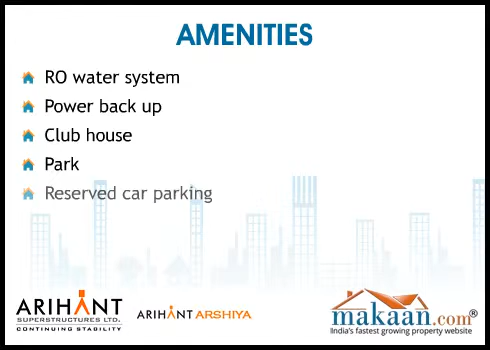 AMENITIES
RO water system
Power back up
Club house
Park
Reserved car parking
ARIHANT
SUPERSTRUCTURES LTD.
CONTINUING STABILITY
ARIHANT ARSHIYA
makaan.com®
India's fastest growing property website